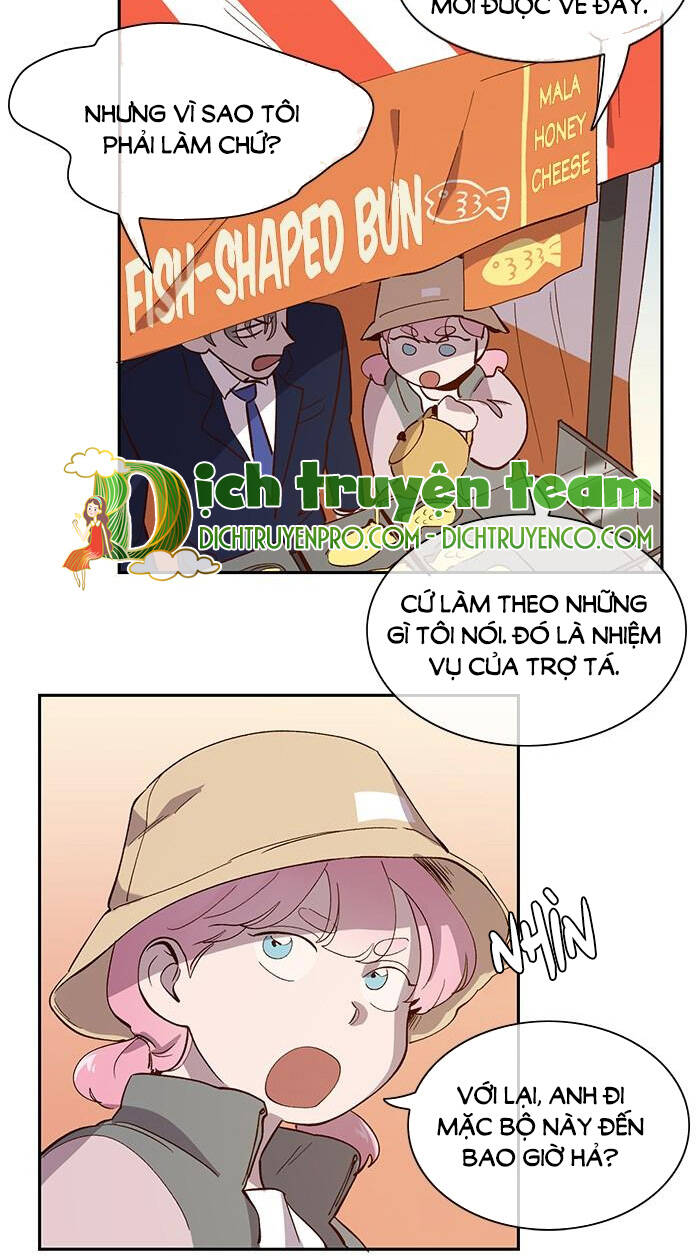 MỚI ĐƯỢC VỀ ĐÂY.
NHƯNG VÌ SAO TÔI
PHẢI LÀM CHỨ?
MALA
HONEY
CHEESE
FISH-SHAPED BUN
Dịch truyện team
DICHTRUYENPRO.COM - DICHTRUYENCO.COM
CỨ LÀM THEO NHỮNG
GÌ TÔI NÓI. ĐÓ LÀ NHIỆM
VỤ CỦA TRỢ TÁ.
NHÌN
VỚI LẠI, ANH ĐI
MẶC BỘ NÀY ĐẾN
BAO GIỜ HẢ?